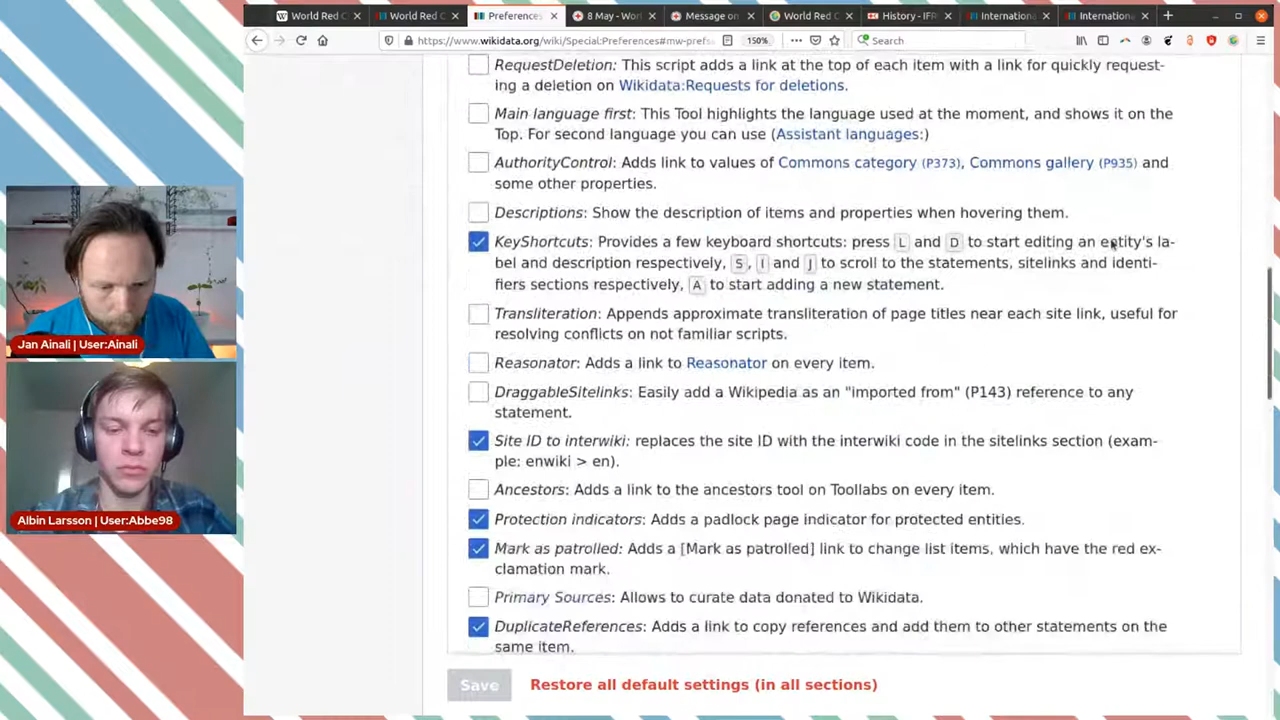 World Red C
World Red C
Preferences
8 May - Wor
Message on
World Red C
History - IFR
Internationa
Internationa
https://www.wikidata.org/wiki/Special:Preferences#mw-prefs
150%
Search
RequestDeletion: This script adds a link at the top of each item with a link for quickly request-
ing a deletion on Wikidata:Requests for deletions.
Main language first: This Tool highlights the language used at the moment, and shows it on the
Top. For second language you can use (Assistant languages:)
AuthorityControl: Adds link to values of Commons category (P373), Commons gallery (P935) and
some other properties.
Descriptions: Show the description of items and properties when hovering them.
KeyShortcuts: Provides a few keyboard shortcuts: press L and D to start editing an entity's la-
bel and description respectively, S, I and J to scroll to the statements, sitelinks and identi-
fiers sections respectively, A to start adding a new statement.
Transliteration: Appends approximate transliteration of page titles near each site link, useful for
resolving conflicts on not familiar scripts.
Reasonator: Adds a link to Reasonator on every item.
DraggableSitelinks: Easily add a Wikipedia as an "imported from" (P143) reference to any
statement.
Site ID to interwiki: replaces the site ID with the interwiki code in the sitelinks section (exam-
ple: enwiki > en).
Ancestors: Adds a link to the ancestors tool on Toollabs on every item.
Protection indicators: Adds a padlock page indicator for protected entities.
Mark as patrolled: Adds a [Mark as patrolled] link to change list items, which have the red ex-
clamation mark.
Primary Sources: Allows to curate data donated to Wikidata.
DuplicateReferences: Adds a link to copy references and add them to other statements on the
same item.
Save
Restore all default settings (in all sections)
Jan Ainali | User:Ainali
Albin Larsson | User:Abbe98